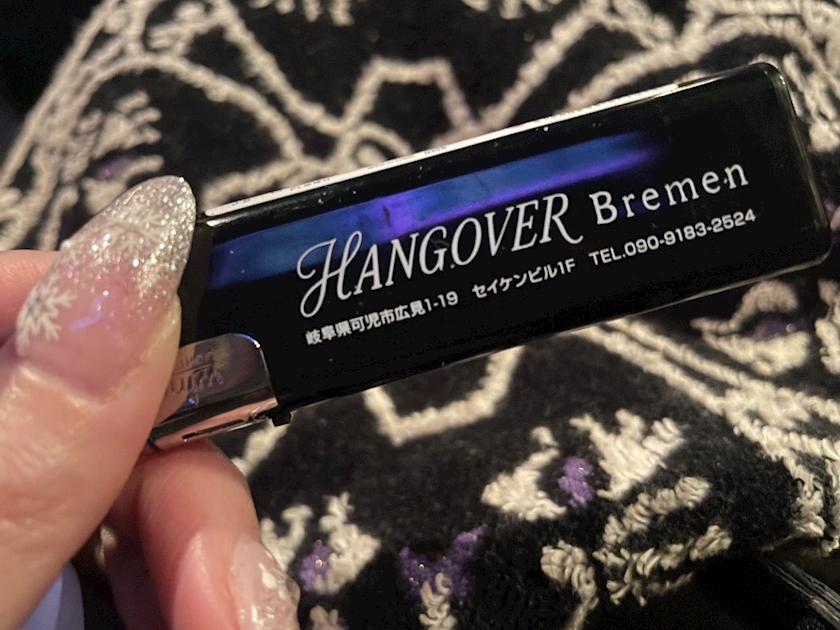 HANGOVER Bremen
岐阜県可児市広見1-19 セイケンビル1F TEL.090-9183-2524